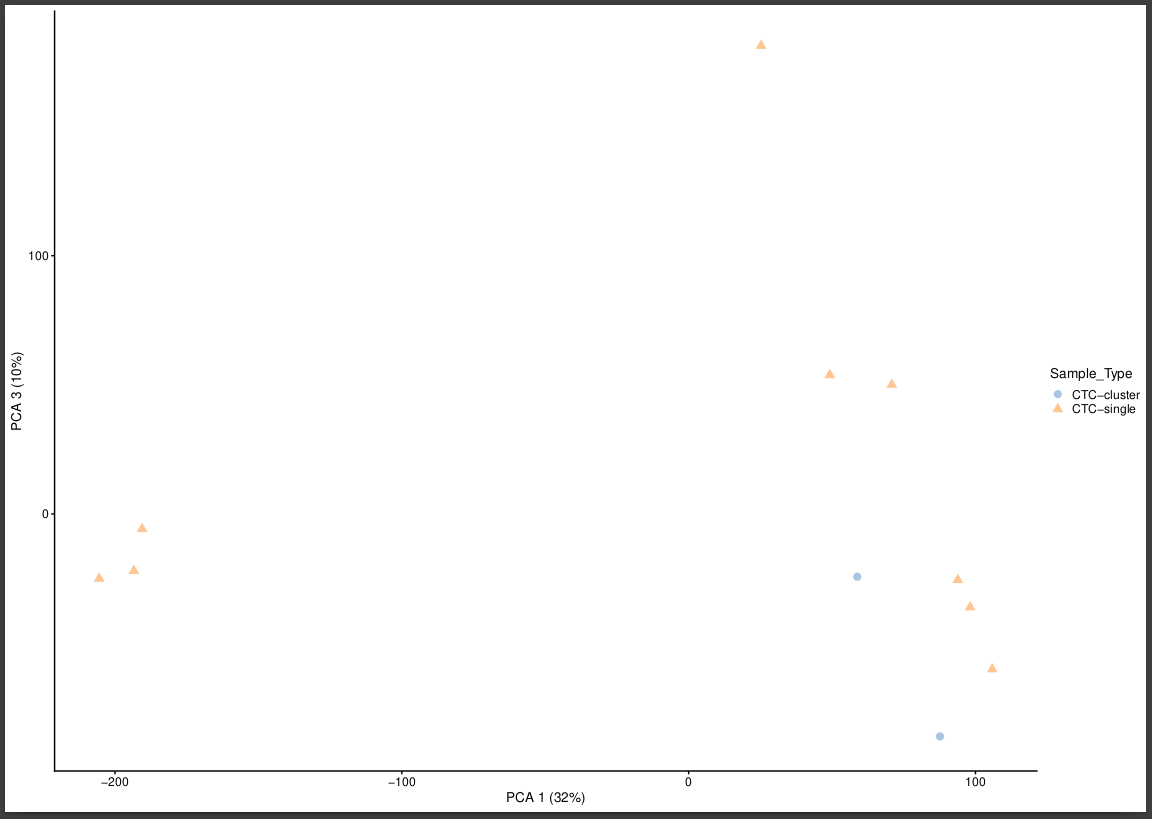 100
0
PCA 3 (10%)
−200
−100
0
100
PCA 1 (32%)
Sample_Type
CTC−cluster
CTC−single